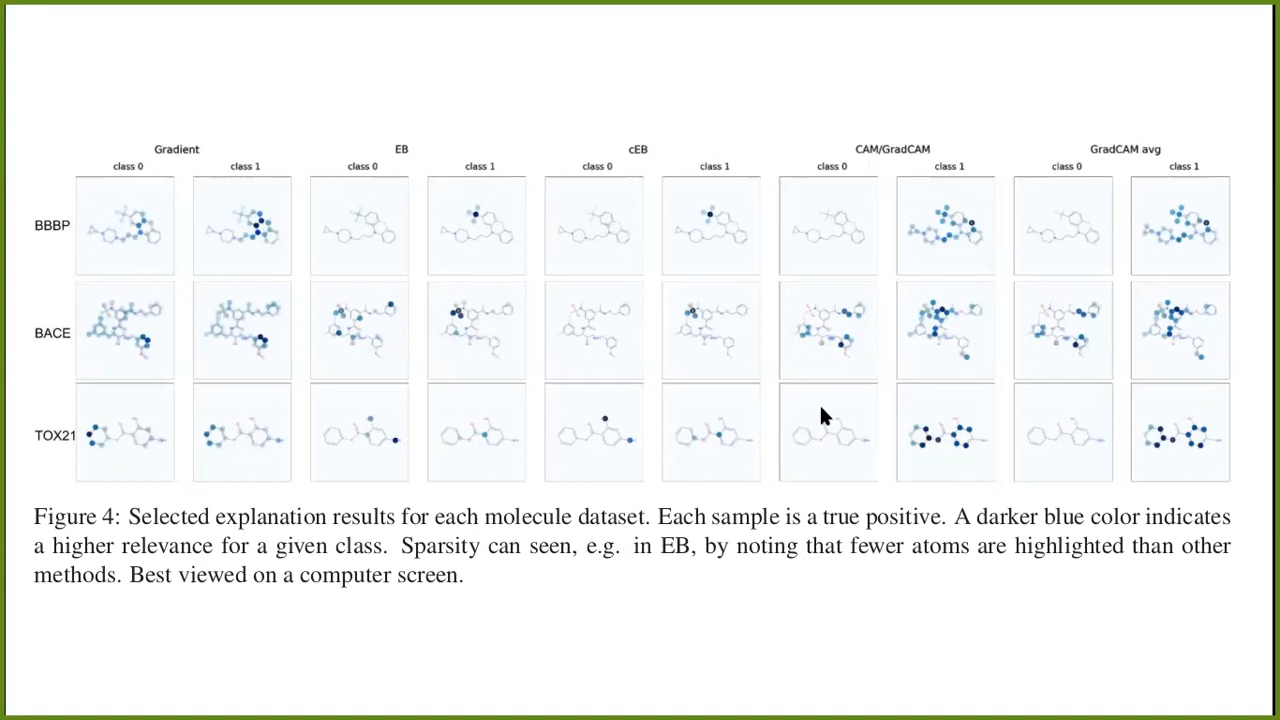 Gradient EB cEB CAM/GradCAM GradCAM avg
class 0 class 1 class 0 class 1 class 0 class 1 class 0 class 1 class 0 class 1
BBBP
BACE
TOX21
Figure 4: Selected explanation results for each molecule dataset. Each sample is a true positive. A darker blue color indicates
a higher relevance for a given class. Sparsity can seen, e.g. in EB, by noting that fewer atoms are highlighted than other
methods. Best viewed on a computer screen.